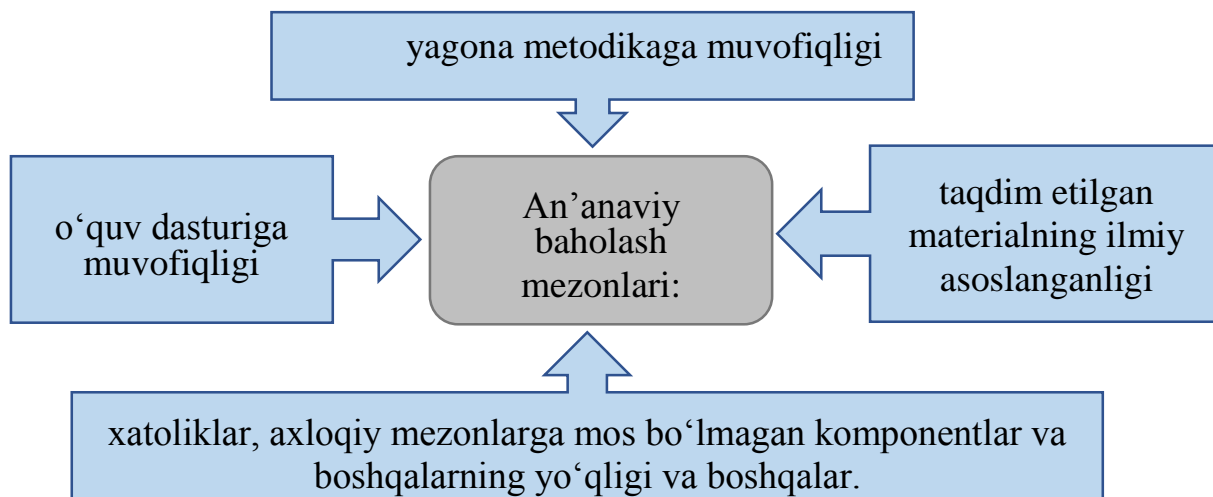 yagona metodikaga muvofiqligi
o‘quv dasturiga
muvofiqligi
An’anaviy
baholash
mezonlari:
taqdim etilgan
materialning ilmiy
asoslanganligi
xatoliklar, axloqiy mezonlarga mos bo‘lmagan komponentlar va
boshqalarning yo‘qligi va boshqalar.